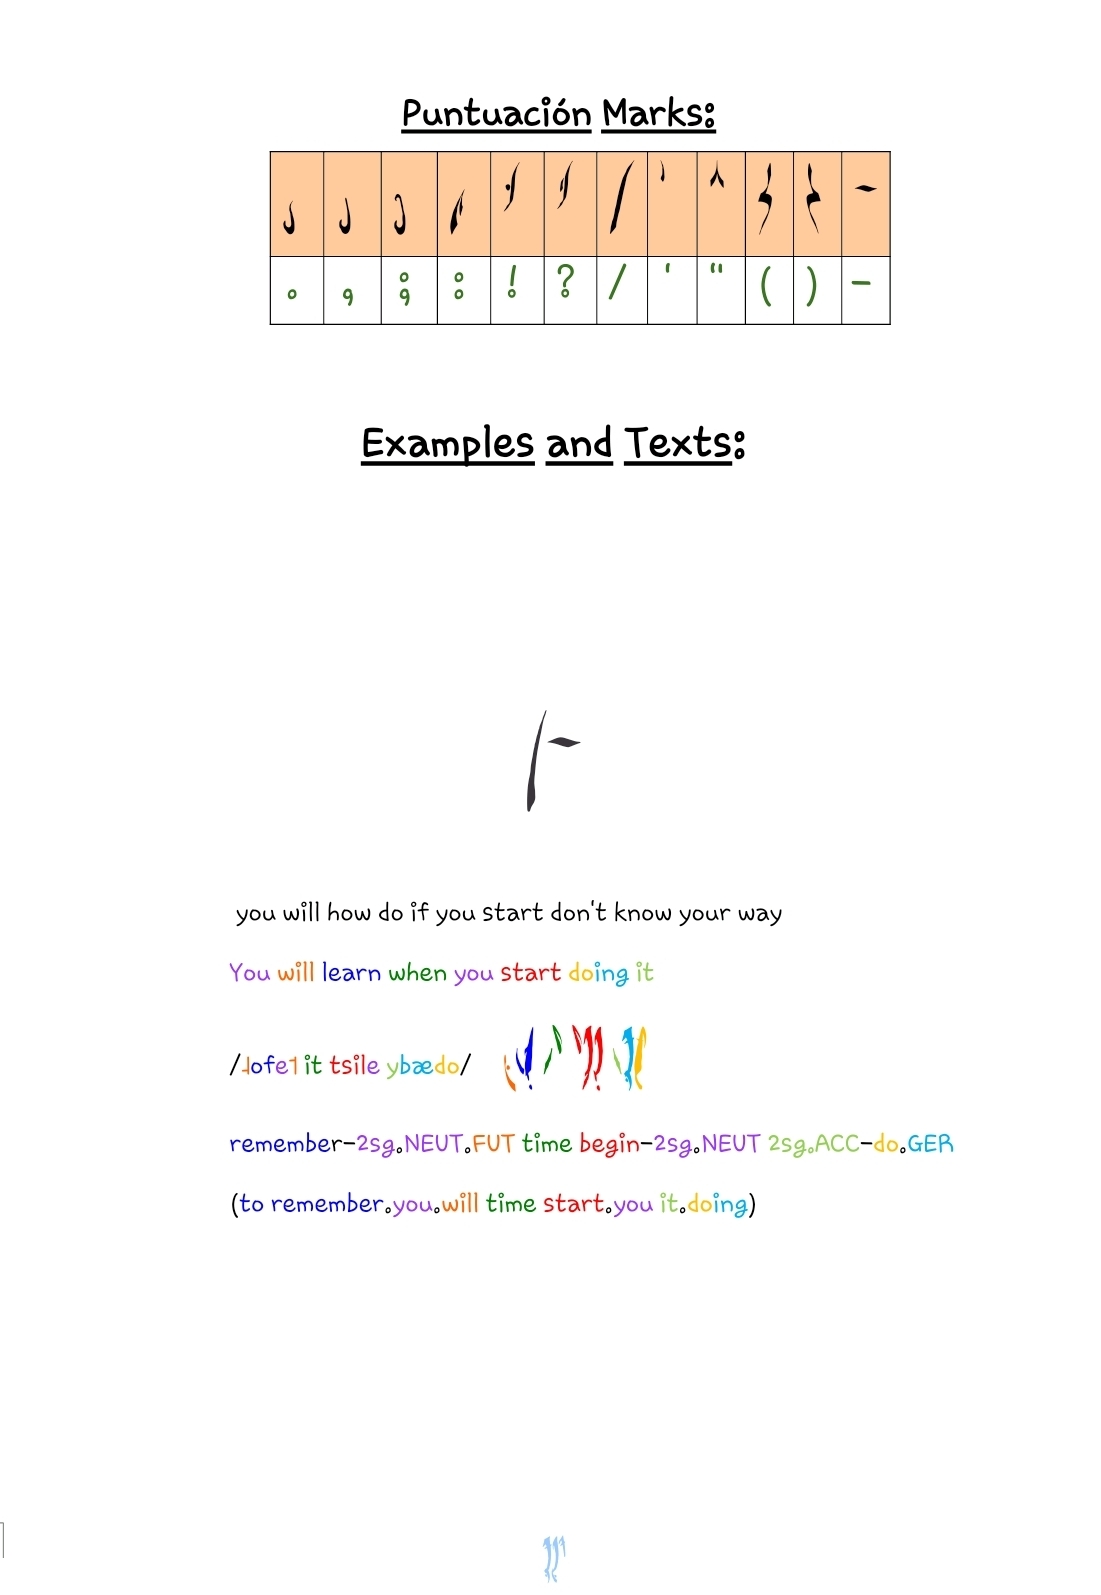 Puntuación Marks:
. , ; : ! ? / ' " ( ) -
Examples and Texts:
you will how do if you start don't know your way
You will learn when you start doing it
/˩ofe˥ it tsile ybædo/
remember-2sg.NEUT.FUT time begin-2sg.NEUT 2sg.ACC-do.GER
(to remember.you.will time start.you it.doing)